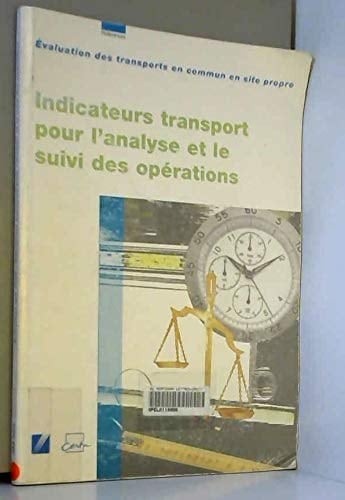 Évaluation des transports en commun en site propre
Indicateurs transport
pour l'analyse et le
suivi des opérations